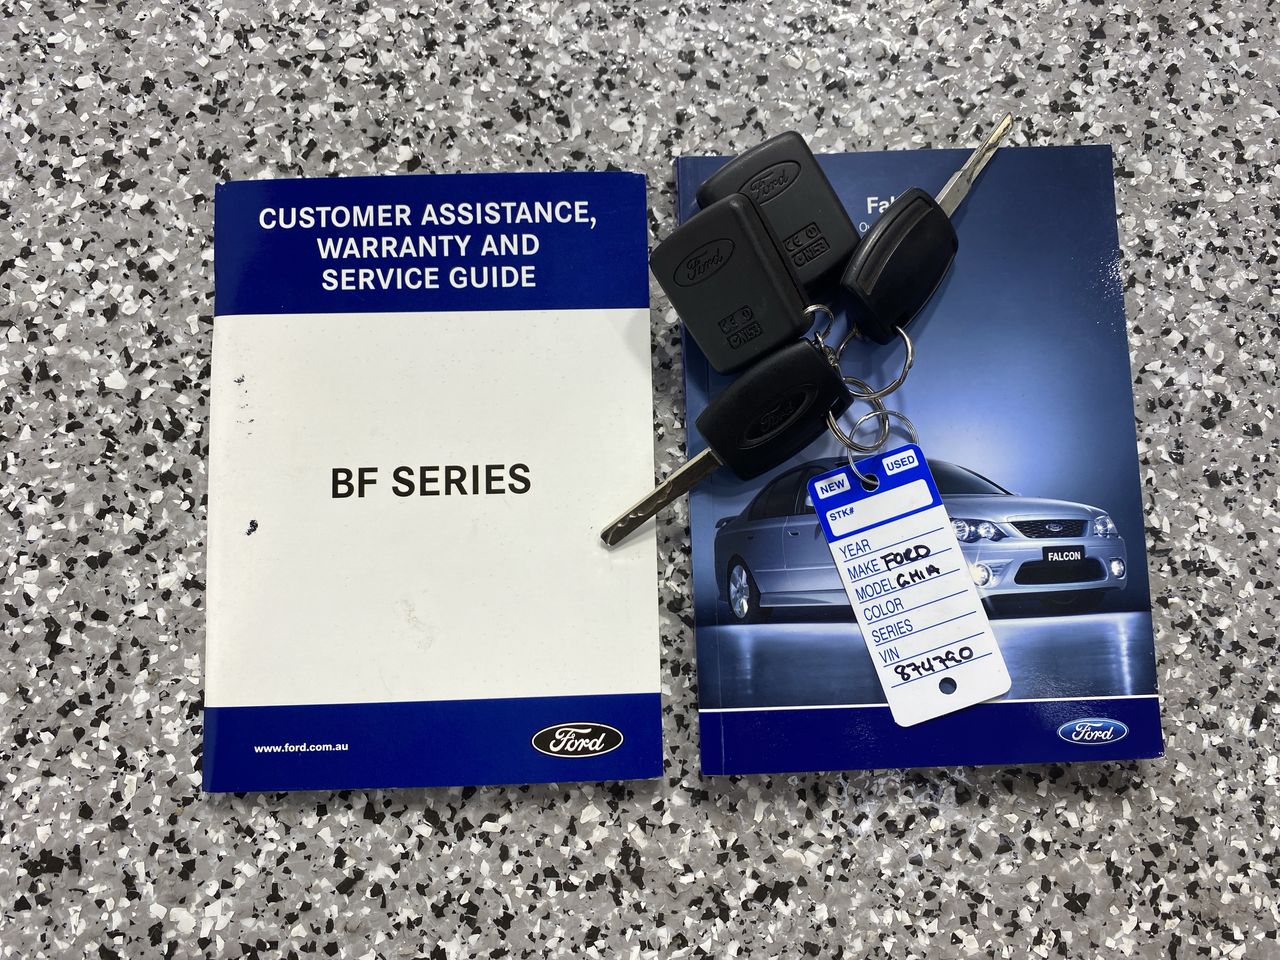 CUSTOMER ASSISTANCE,
WARRANTY AND
SERVICE GUIDE
BF SERIES
www.ford.com.au
Ford
Ford
Ford
Ford
NEW
USED
STK#
YEAR
MAKE FORD
MODEL GHIA
COLOR
SERIES
VIN
874790
FALCON
Ford